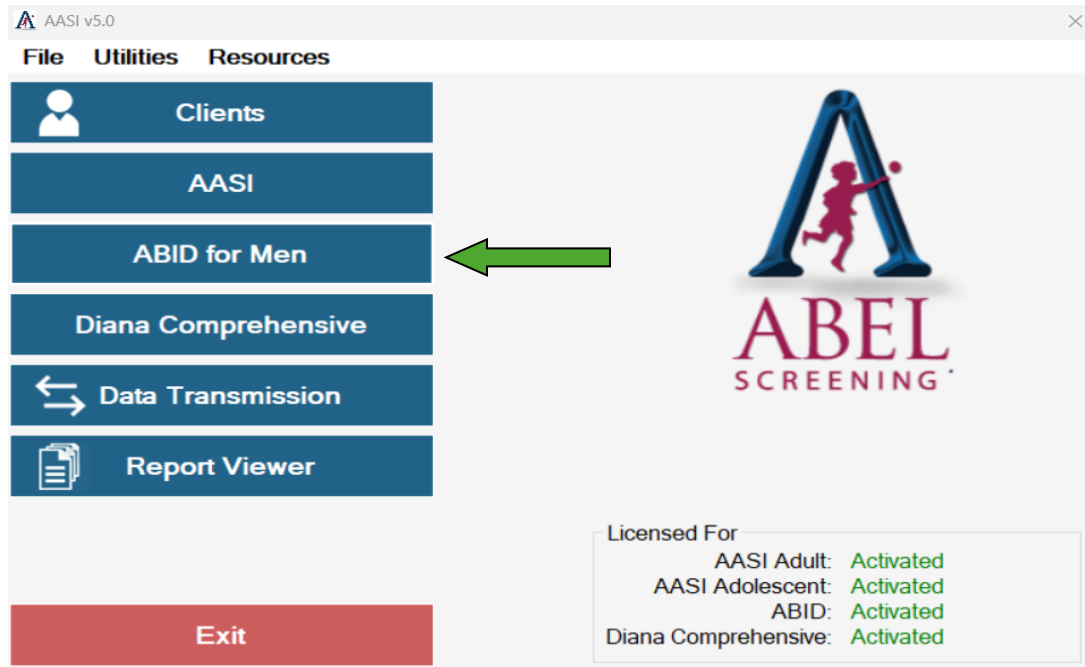 AASI v5.0
File Utilities Resources
Clients
AASI
ABID for Men
Diana Comprehensive
Data Transmission
Report Viewer
Exit
ABEL
SCREENING
Licensed For
AASI Adult: Activated
AASI Adolescent: Activated
ABID: Activated
Diana Comprehensive: Activated